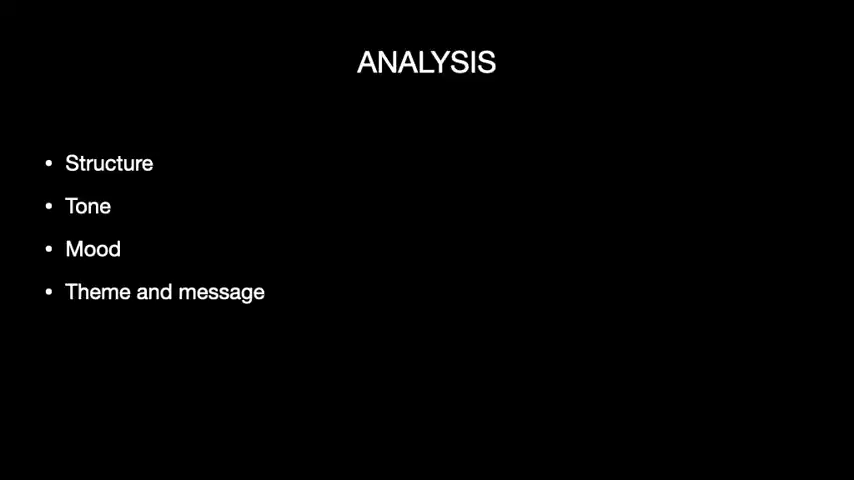 ANALYSIS
• Structure
• Tone
• Mood
• Theme and message